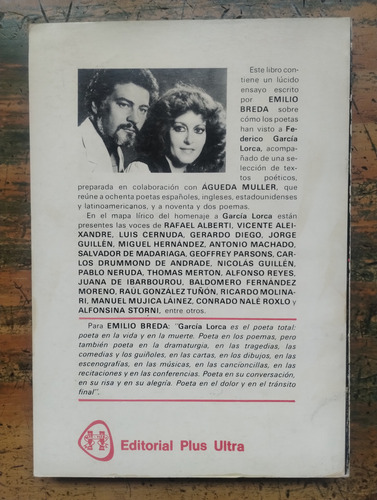 Este libro con-
tiene un lúcido
ensayo escrito
por EMILIO
BREDA sobre
cómo los poetas
han visto a Fe-
derico García
Lorca, acompa-
ñado de una se-
lección de tex-
tos poéticos,
preparada en colaboración con ÁGUEDA MULLER, que
reúne a ochenta poetas españoles, ingleses, estadounidenses
y latinoamericanos, y a noventa y dos poemas.
En el mapa lírico del homenaje a García Lorca están
presentes las voces de RAFAEL ALBERTI, VICENTE ALEI-
XANDRE, LUIS CERNUDA, GERARDO DIEGO, JORGE
GUILLÉN, MIGUEL HERNÁNDEZ, ANTONIO MACHADO,
SALVADOR DE MADARIAGA, GEFFREY PARSONS, CAR-
LOS DRUMMOND DE ANDRADE, NICOLÁS GUILLÉN,
PABLO NERUDA, THOMAS MERTON, ALFONSO REYES,
JUANA DE IBARBOUROU, BALDOMERO FERNÁNDEZ
MORENO, RAÚL GONZÁLEZ TUÑÓN, RICARDO MOLINA-
RI, MANUEL MUJICA LÁINEZ, CONRADO NALÉ ROXLO y
ALFONSINA STORNI, entre otros.
Para EMILIO BREDA: "García Lorca es el poeta total:
poeta en la vida y en la muerte. Poeta en los poemas, pero
también poeta en la dramaturgia, en las tragedias, las
comedias y los guiñoles, en las cartas, en los dibujos, en las
escenografías, en las músicas, en las cancioncillas, en las
recitaciones y en las conferencias. Poeta en su conversación,
en su risa y en su alegría. Poeta en el dolor y en el tránsito
final".
Editorial Plus Ultra